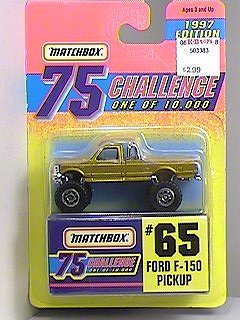 Ages 3 and Up
1997
EDITION
503383
$2.99
MATCHBOX
75 CHALLENGE
ONE OF 10,000
MATCHBOX
75 CHALLENGE
ONE OF 10,000
#65
FORD F-150
PICKUP